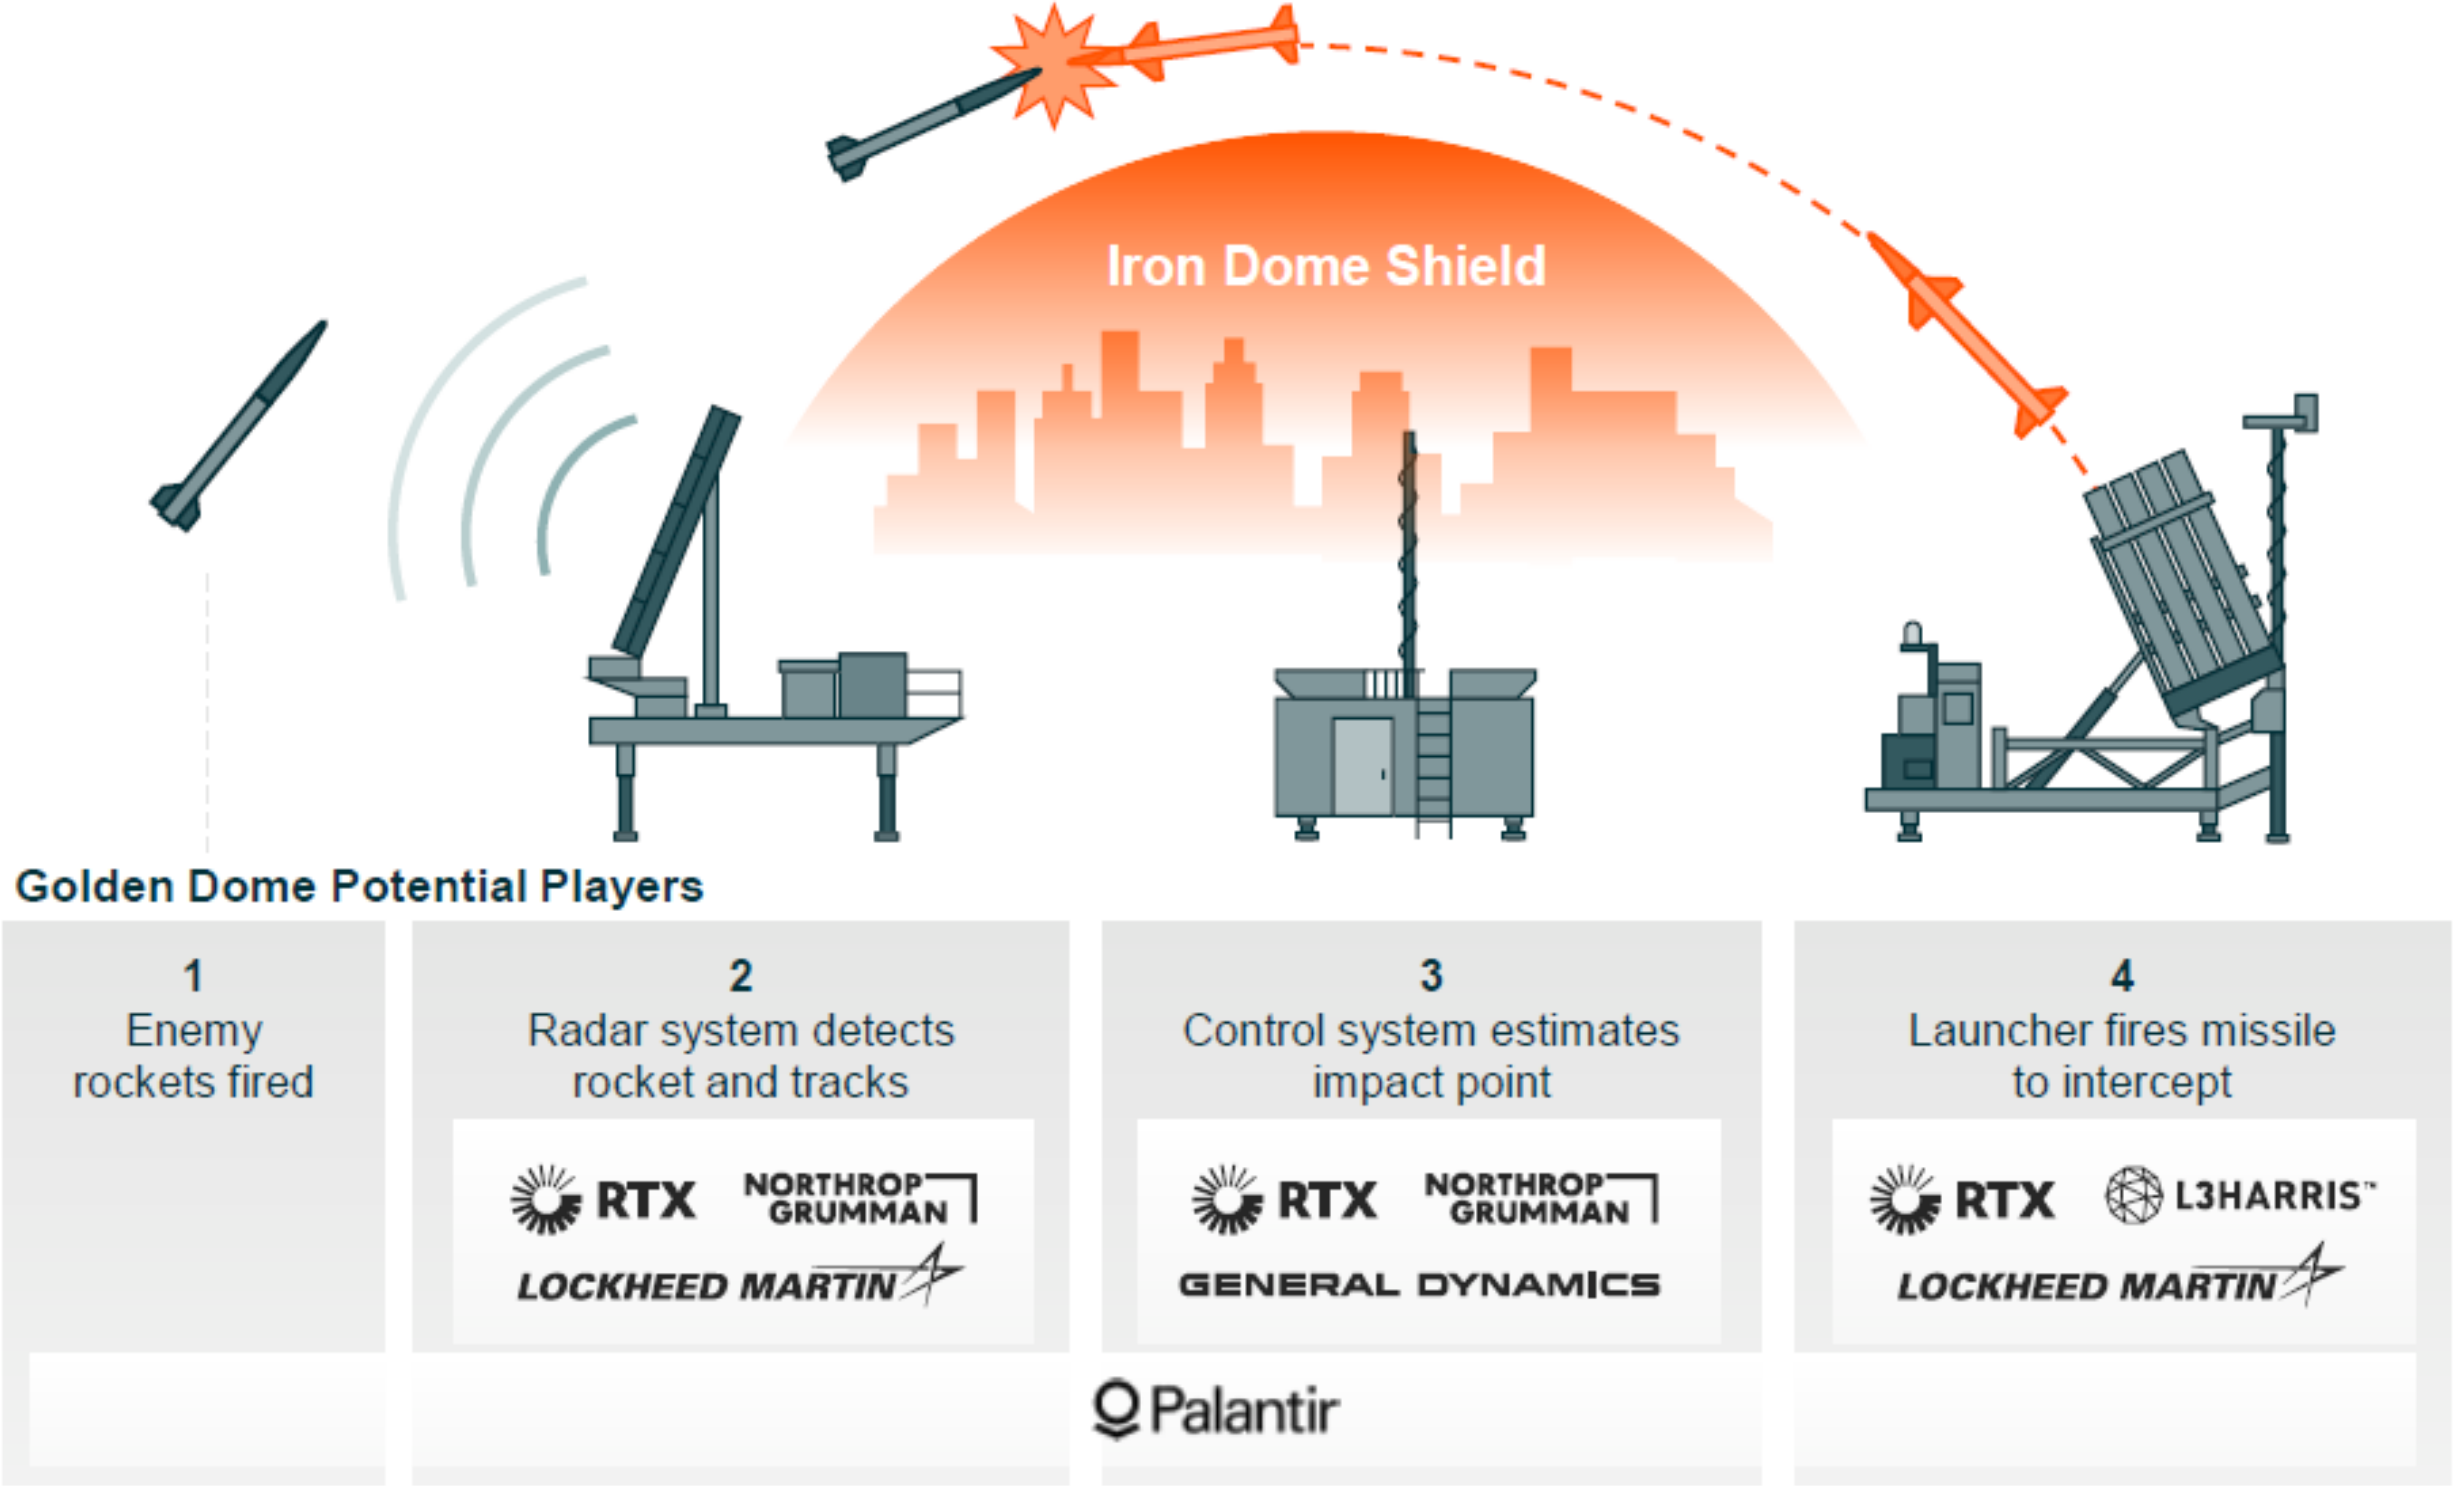 Iron Dome Shield
Golden Dome Potential Players
1
Enemy
rockets fired
2
Radar system detects
rocket and tracks
RTX
NORTHROP
GRUMMAN
LOCKHEED MARTIN
3
Control system estimates
impact point
RTX
NORTHROP
GRUMMAN
GENERAL DYNAMICS
4
Launcher fires missile
to intercept
RTX
L3HARRIS™
LOCKHEED MARTIN
Palantir